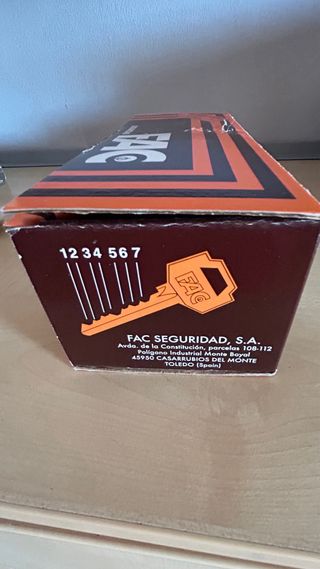 FAC
1234567
FAC
FAC SEGURIDAD, S.A.
Avda. de la Constitución, parcelas 108-112
Polígono Industrial Monte Boyal
45950 CASARRUBIOS DEL MONTE
TOLEDO (Spain)